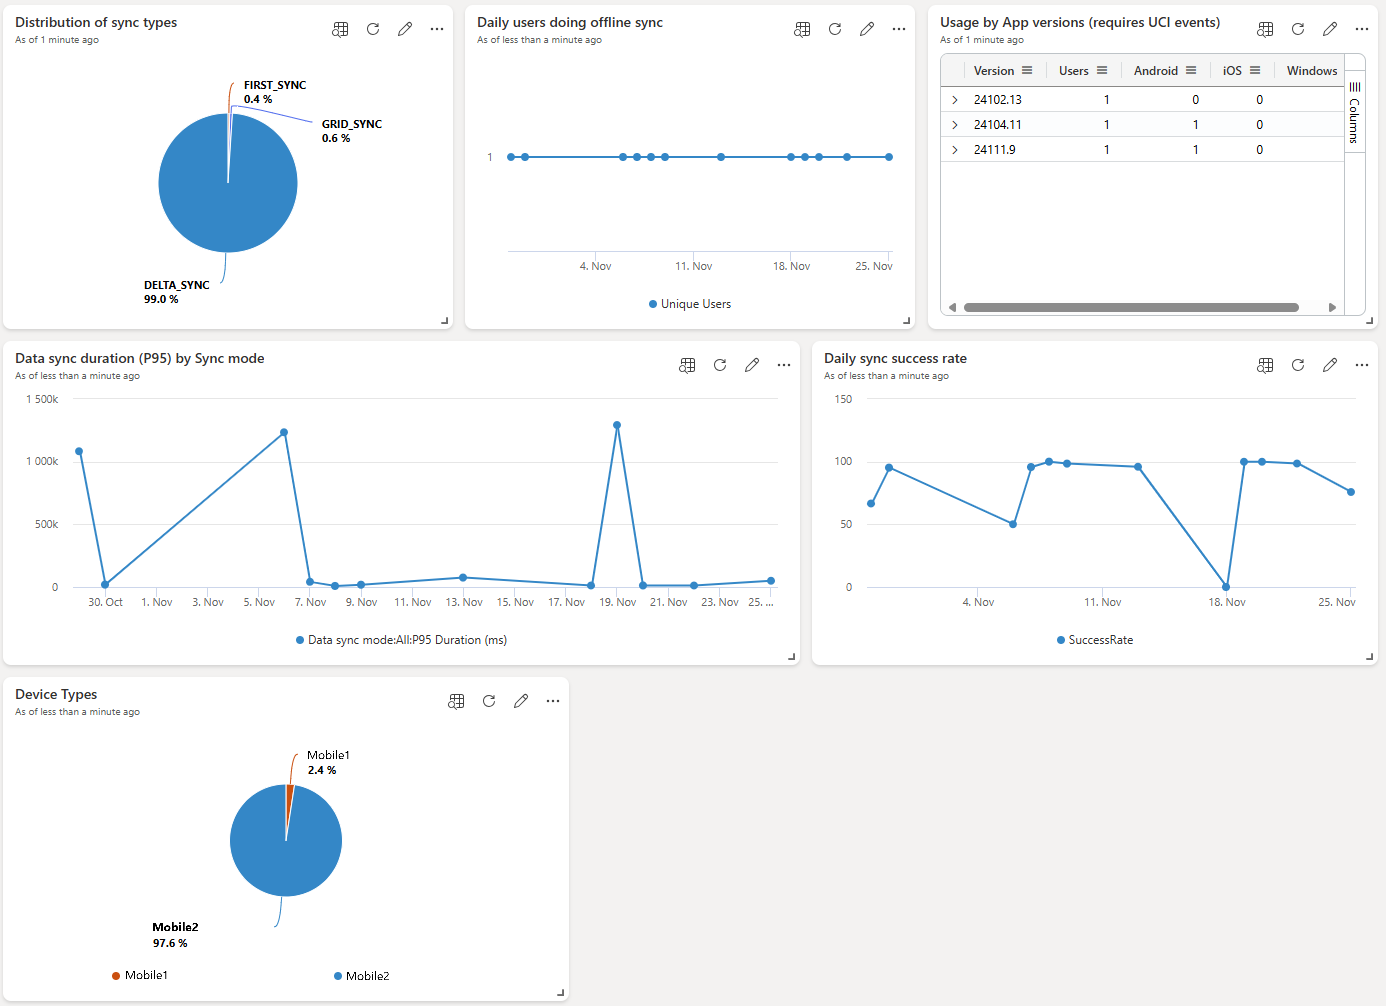 Distribution of sync types
As of 1 minute ago
FIRST_SYNC
0.4 %
GRID_SYNC
0.6 %
DELTA_SYNC
99.0 %
Daily users doing offline sync
As of less than a minute ago
1
4. Nov 11. Nov 18. Nov 25. Nov
Unique Users
Usage by App versions (requires UCI events)
As of 1 minute ago
Version Users Android iOS Windows
24102.13 1 0 0
24104.11 1 1 0
24111.9 1 1 0
Columns
Data sync duration (P95) by Sync mode
As of less than a minute ago
1 500k
1 000k
500k
0
30. Oct 1. Nov 3. Nov 5. Nov 7. Nov 9. Nov 11. Nov 13. Nov 15. Nov 17. Nov 19. Nov 21. Nov 23. Nov 25. ...
Data sync mode:All:P95 Duration (ms)
Daily sync success rate
As of less than a minute ago
150
100
50
0
4. Nov 11. Nov 18. Nov 25. Nov
SuccessRate
Device Types
As of less than a minute ago
Mobile1
2.4 %
Mobile2
97.6 %
Mobile1 Mobile2